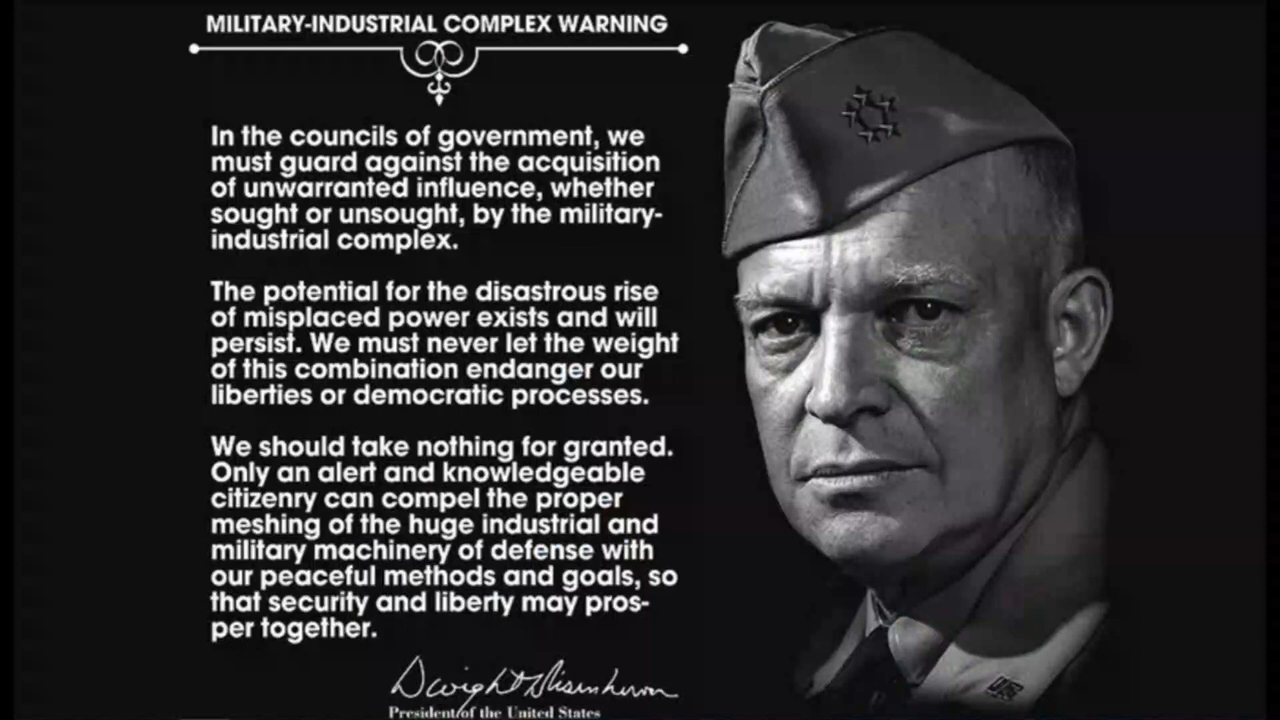 MILITARY-INDUSTRIAL COMPLEX WARNING
In the councils of government, we
must guard against the acquisition
of unwarranted influence, whether
sought or unsought, by the military-
industrial complex.
The potential for the disastrous rise
of misplaced power exists and will
persist. We must never let the weight
of this combination endanger our
liberties or democratic processes.
We should take nothing for granted.
Only an alert and knowledgeable
citizenry can compel the proper
meshing of the huge industrial and
military machinery of defense with
our peaceful methods and goals, so
that security and liberty may pros-
per together.
Dwight D Eisenhower
President of the United States
US